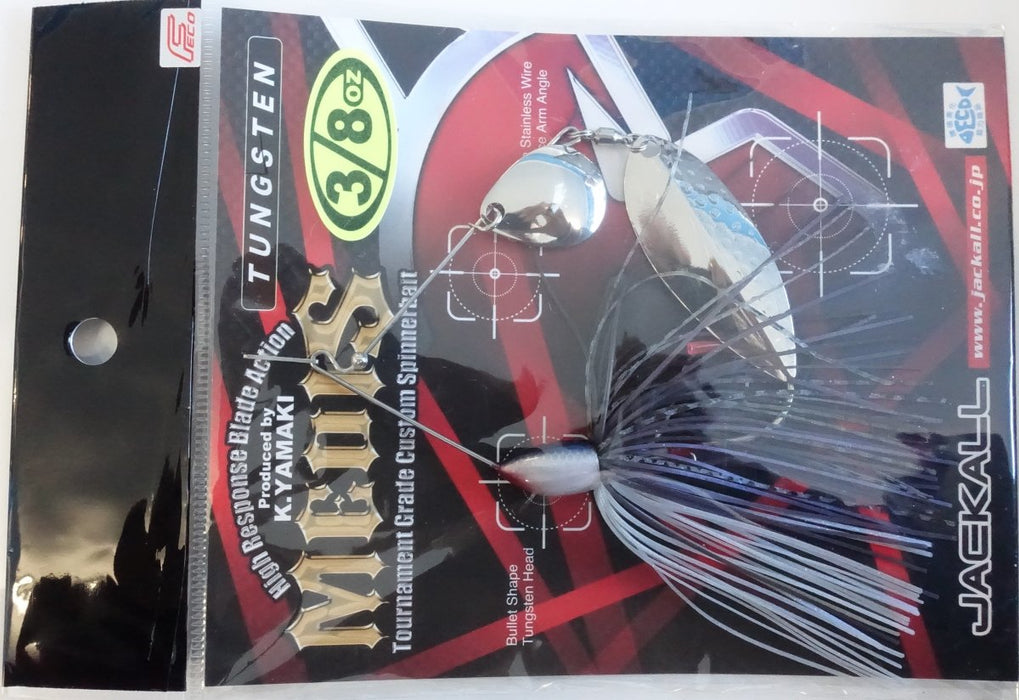 FECO
TUNGSTEN
3/8oz
High Response Blade Action
Produced by
K.YAMAKI
Tournament Grade Custom Spinnerbait
Stainless Wire
Arm Angle
Bullet Shape
Tungsten Head
JACKALL
www.jackall.co.jp